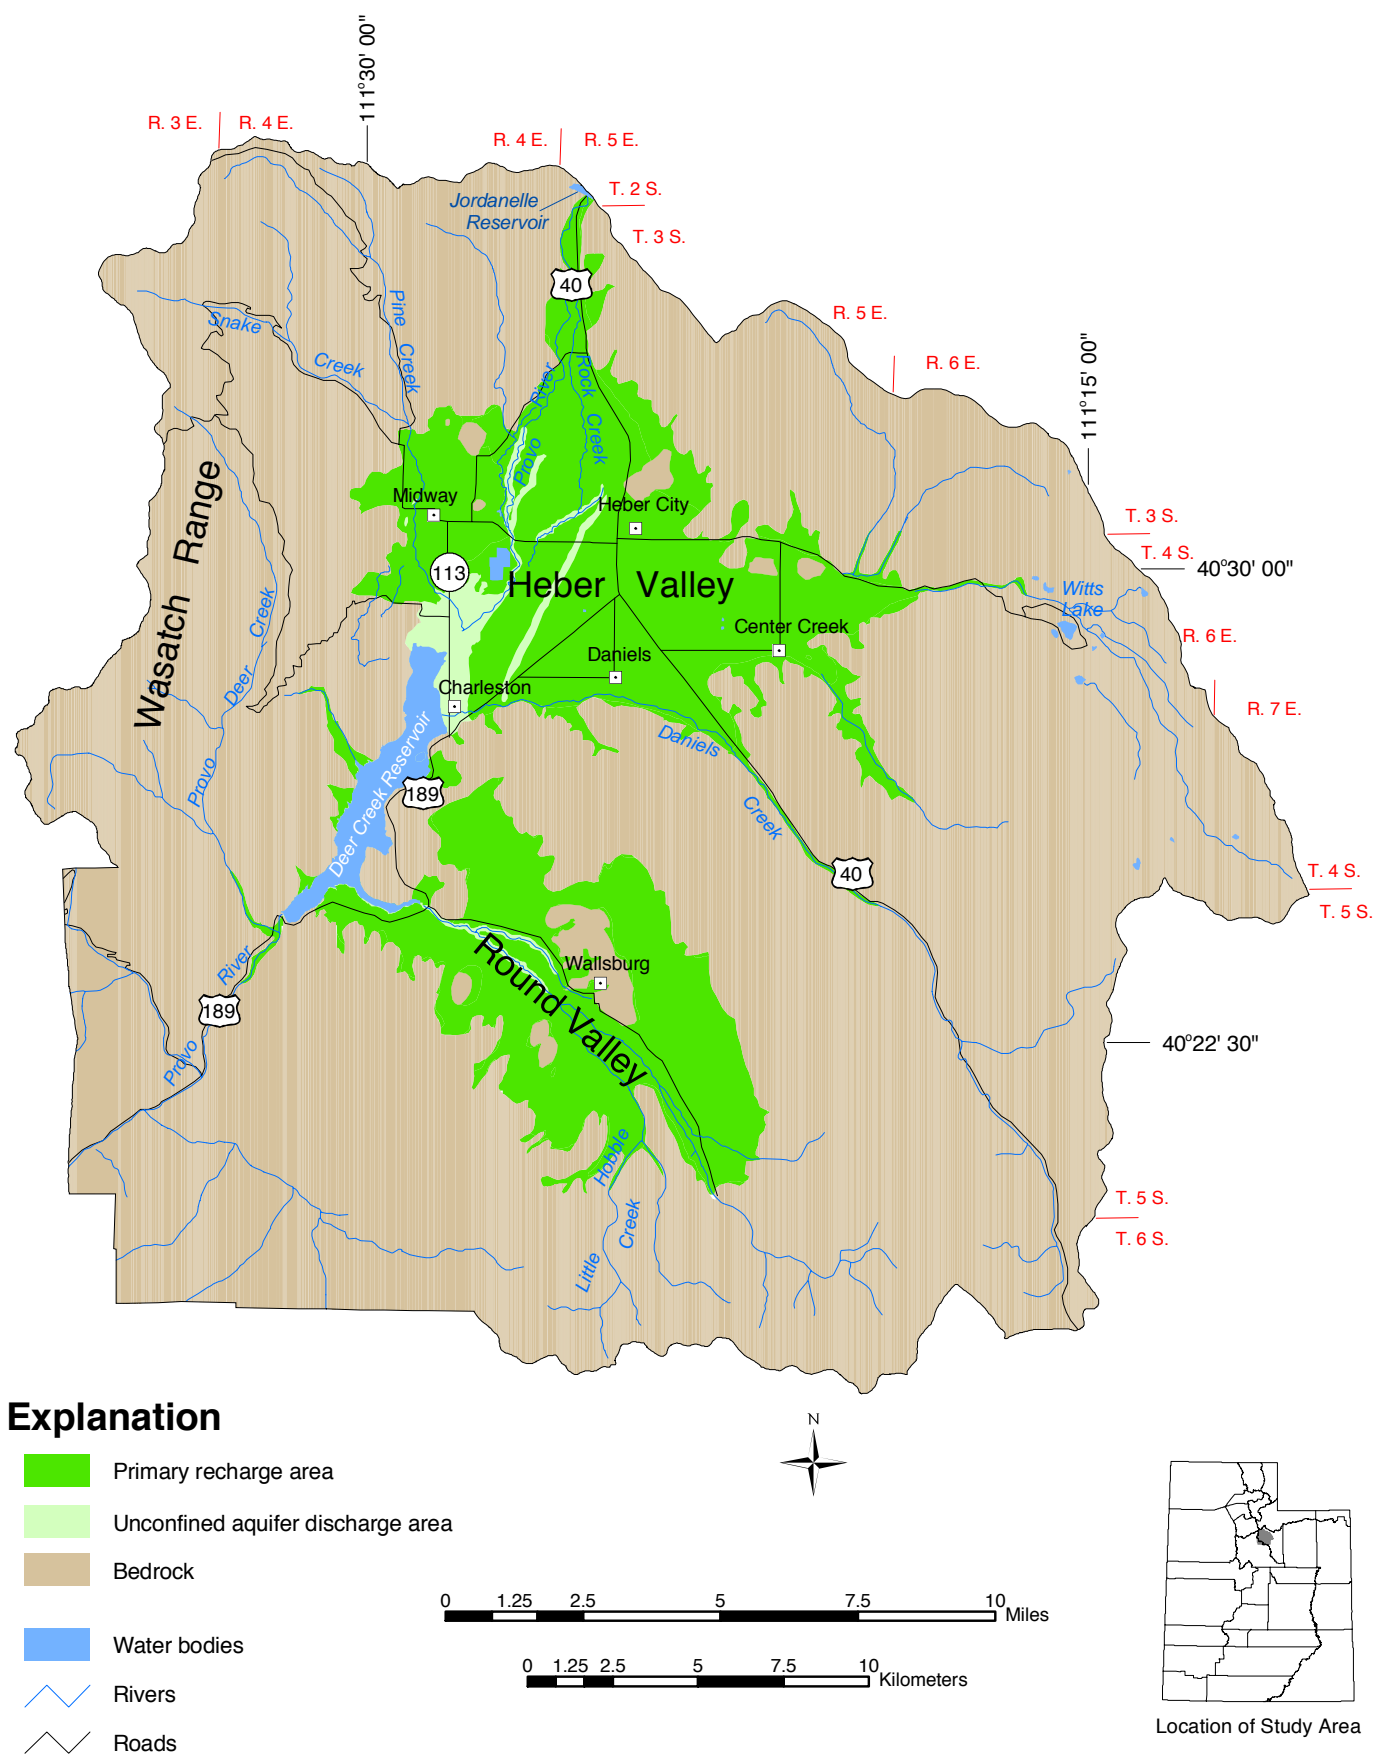 111°30' 00"
R. 3 E.
R. 4 E.
R. 4 E.
R. 5 E.
T. 2 S.
Jordanelle
Reservoir
T. 3 S.
40
Pine
Creek
Snake
Creek
R. 5 E.
R. 6 E.
111°15' 00"
River
Provo
Rock
Creek
Wasatch Range
Midway
Heber City
T. 3 S.
T. 4 S.
40°30' 00"
113
Heber Valley
Witts
Lake
Provo
Deer
Creek
Center Creek
R. 6 E.
Daniels
Charleston
R. 7 E.
Daniels
Creek
Deer Creek Reservoir
189
40
T. 4 S.
T. 5 S.
Round Valley
Wallsburg
River
189
Provo
40°22' 30"
Hobble
Creek
Little
T. 5 S.
T. 6 S.
Explanation
Primary recharge area
Unconfined aquifer discharge area
Bedrock
Water bodies
Rivers
Roads
N
0 1.25 2.5 5 7.5 10 Miles
0 1.25 2.5 5 7.5 10 Kilometers
Location of Study Area